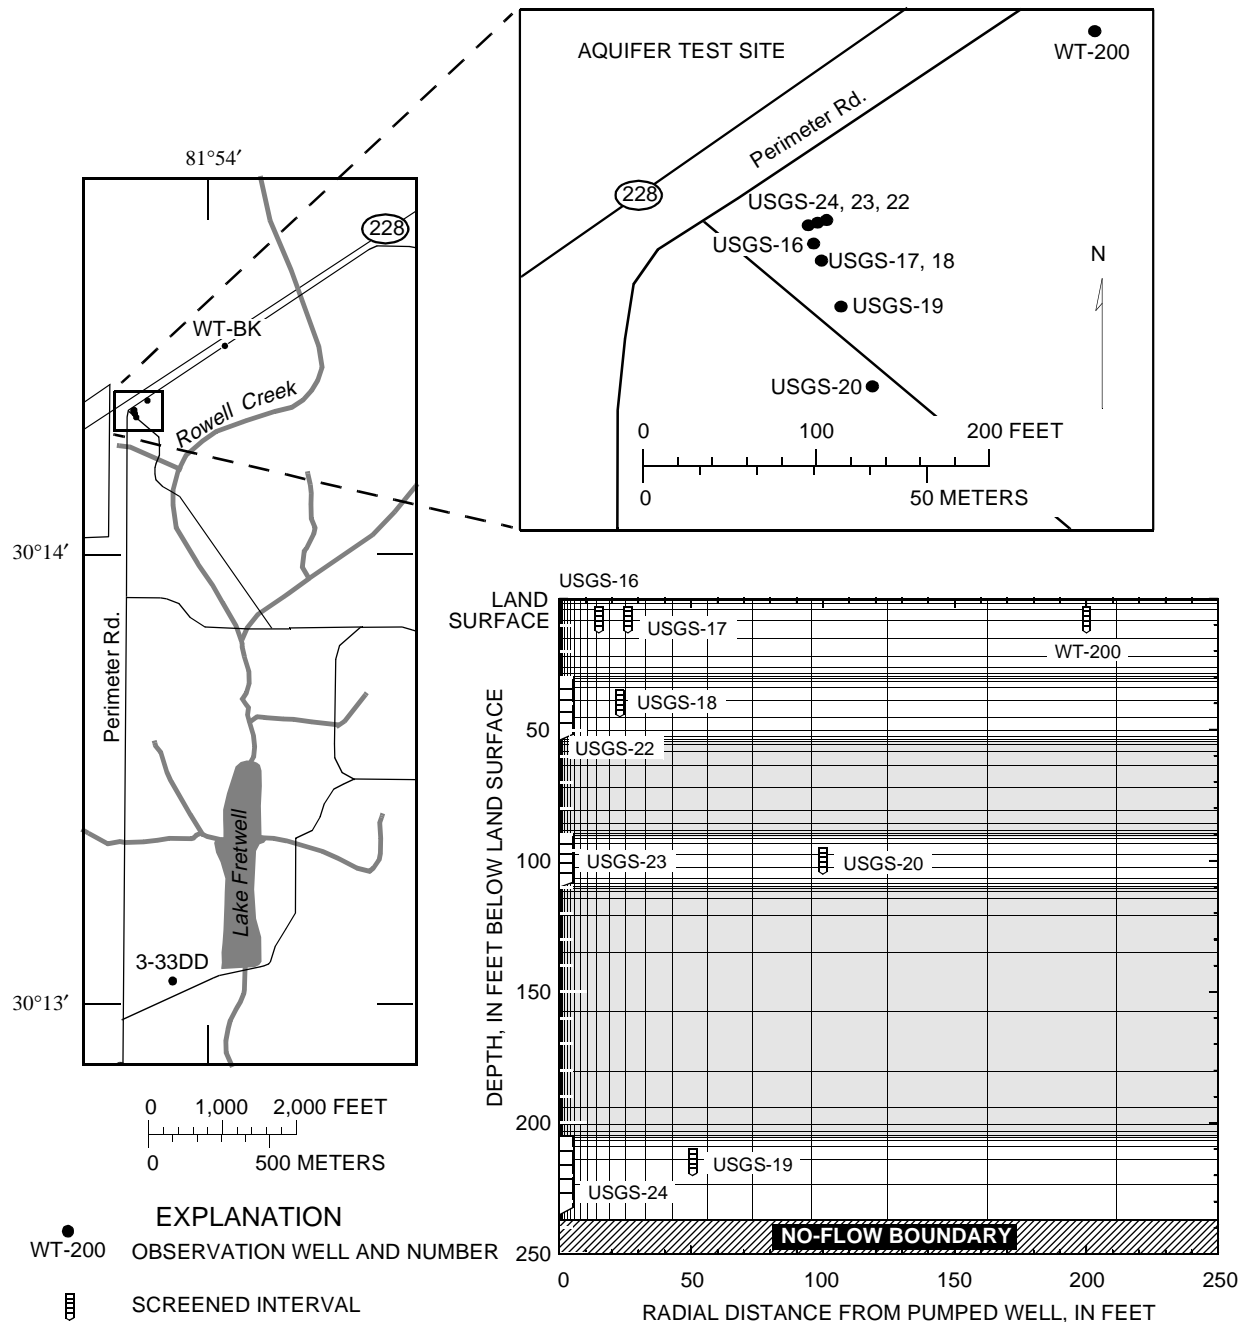 AQUIFER TEST SITE
WT-200
Perimeter Rd.
228
USGS-24, 23, 22
USGS-16
USGS-17, 18
USGS-19
USGS-20
N
0 100 200 FEET
0 50 METERS
81°54′
228
WT-BK
Rowell Creek
30°14′
Perimeter Rd.
Lake Fretwell
3-33DD
30°13′
0 1,000 2,000 FEET
0 500 METERS
EXPLANATION
WT-200 OBSERVATION WELL AND NUMBER
SCREENED INTERVAL
USGS-16
LAND
SURFACE
USGS-17
WT-200
USGS-18
50
USGS-22
100
USGS-23
USGS-20
150
200
USGS-19
USGS-24
NO-FLOW BOUNDARY
250
DEPTH, IN FEET BELOW LAND SURFACE
0 50 100 150 200 250
RADIAL DISTANCE FROM PUMPED WELL, IN FEET